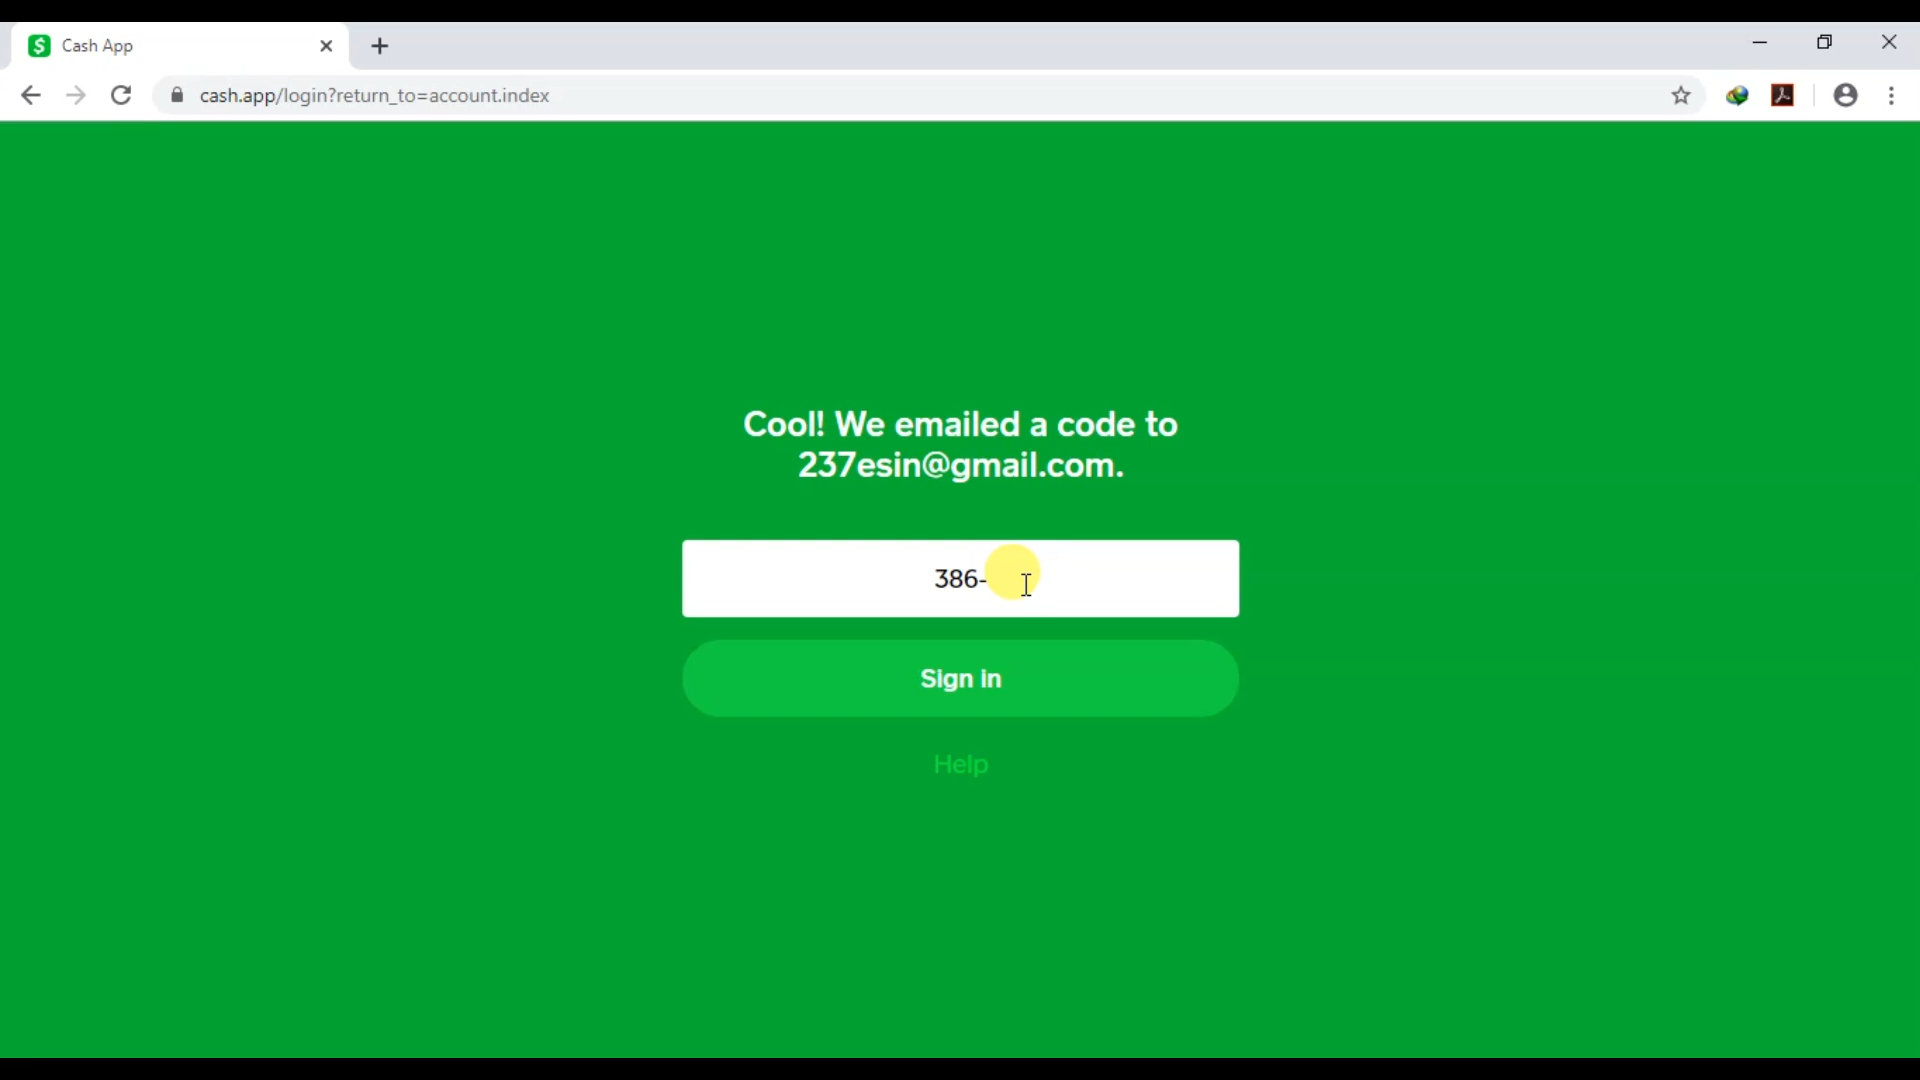 Cash App
cash.app/login?return_to=account.index
Cool! We emailed a code to
237esin@gmail.com.
386-
Sign in
Help